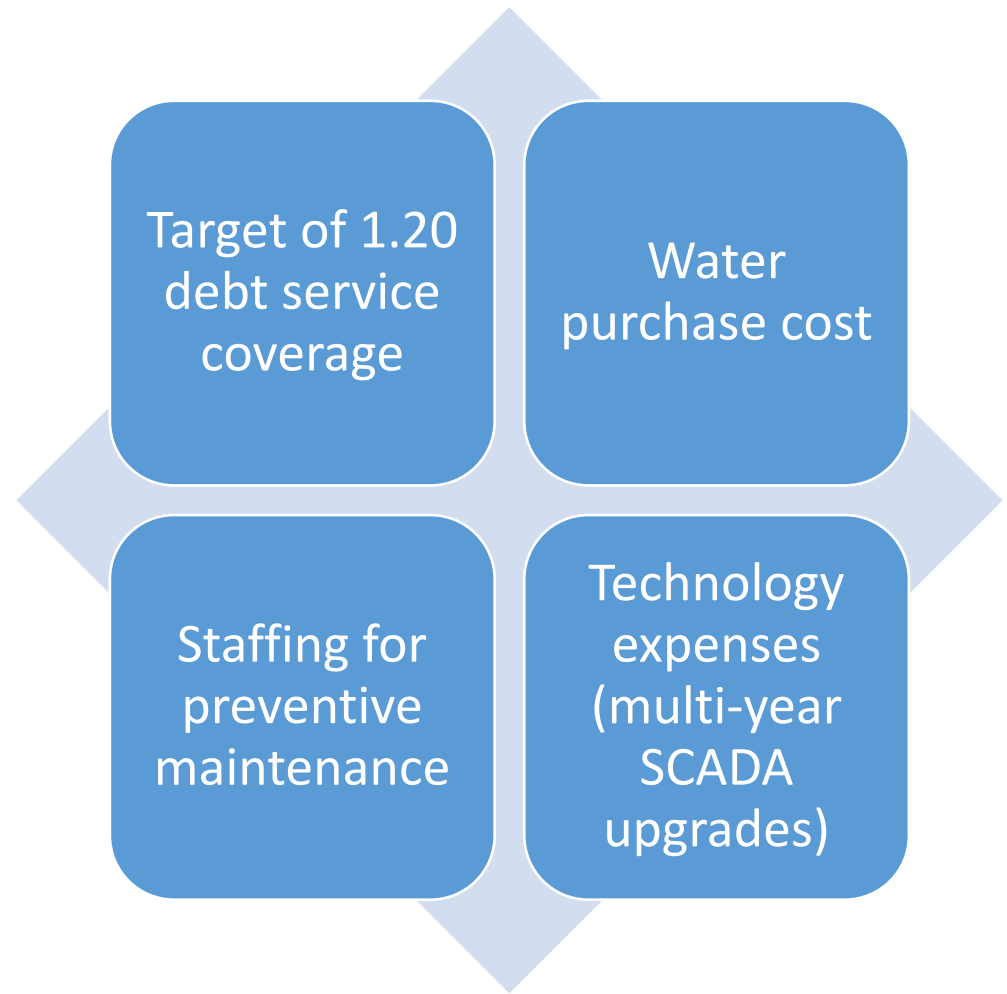 Target of 1.20
debt service
coverage
Water
purchase cost
Staffing for
preventive
maintenance
Technology
expenses
(multi-year
SCADA
upgrades)